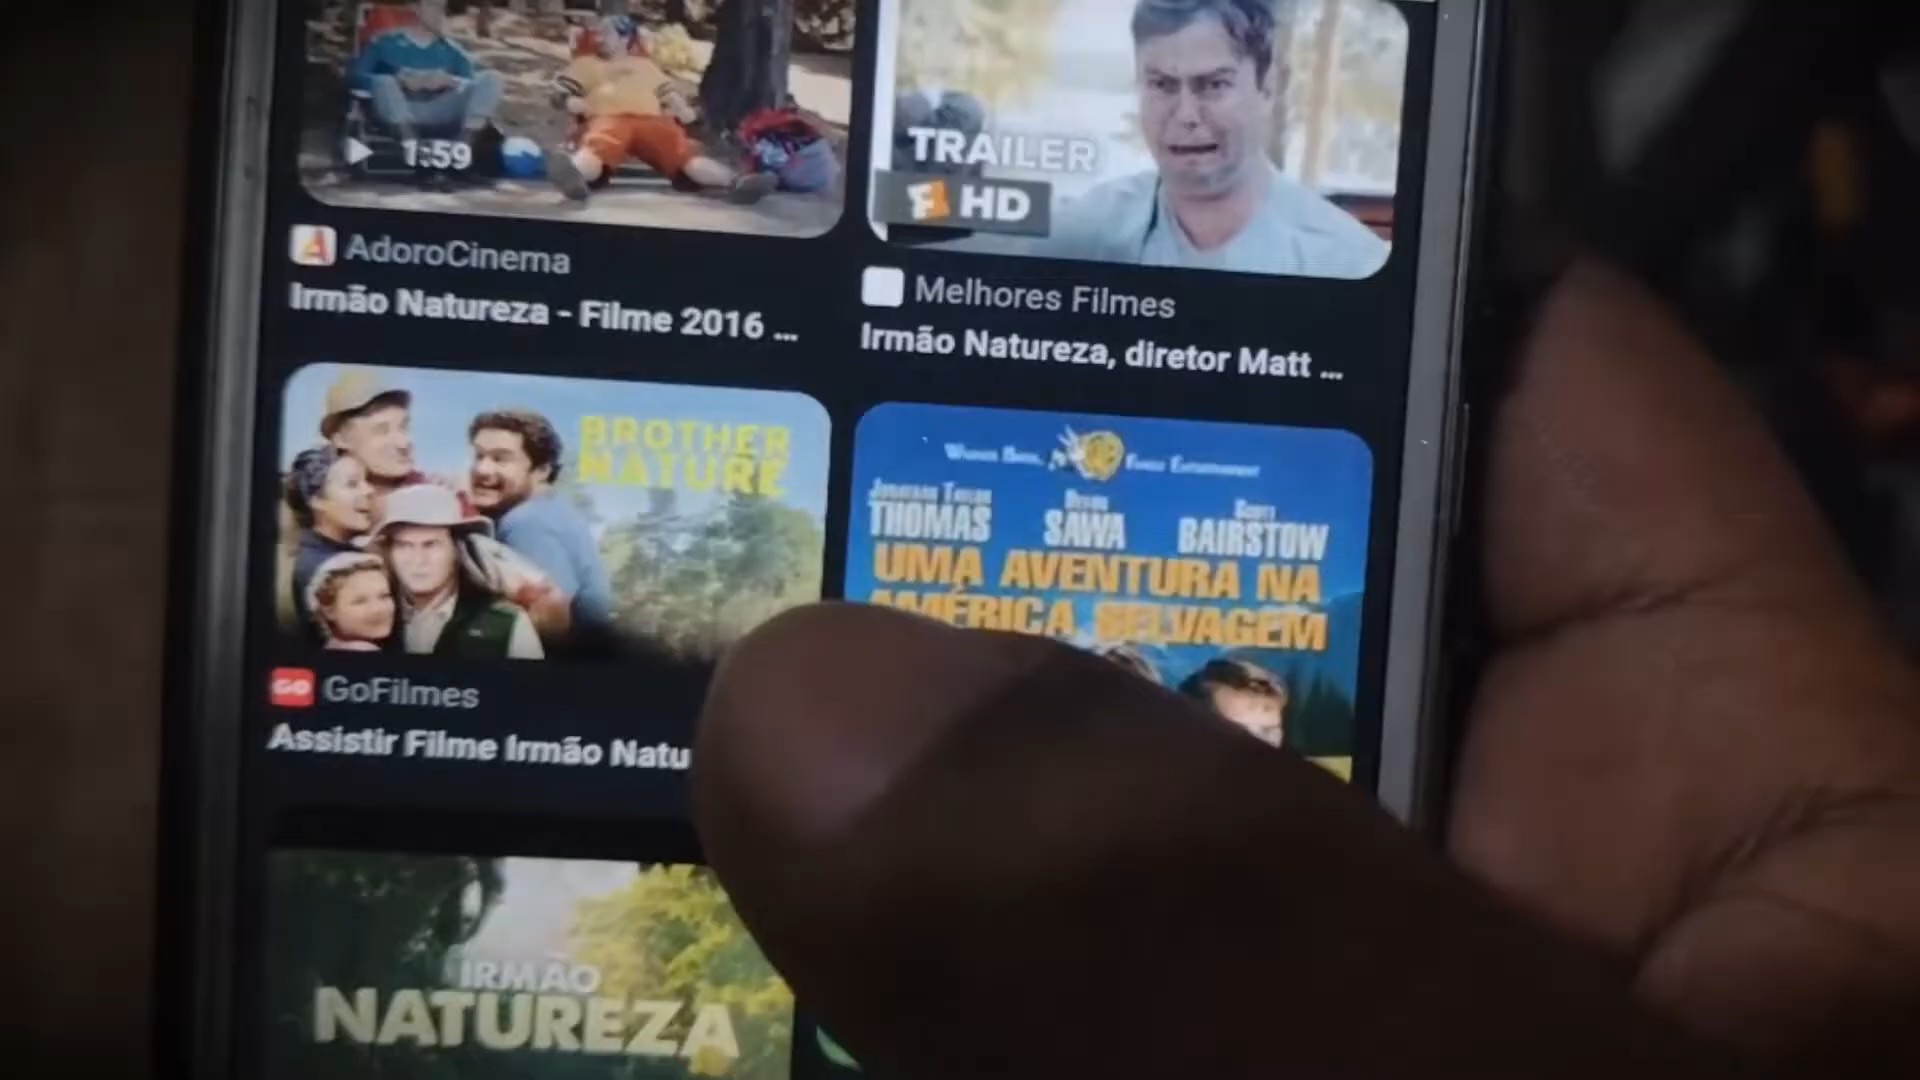 1:59
TRAILER
HD
AdoroCinema
Irmão Natureza - Filme 2016 ...
Melhores Filmes
Irmão Natureza, diretor Matt ...
BROTHER
NATURE
THOMAS
SAWA
BAIRSTOW
UMA AVENTURA NA
AMÉRICA SELVAGEM
GO GoFilmes
Assistir Filme Irmão Natu
IRMÃO
NATUREZA